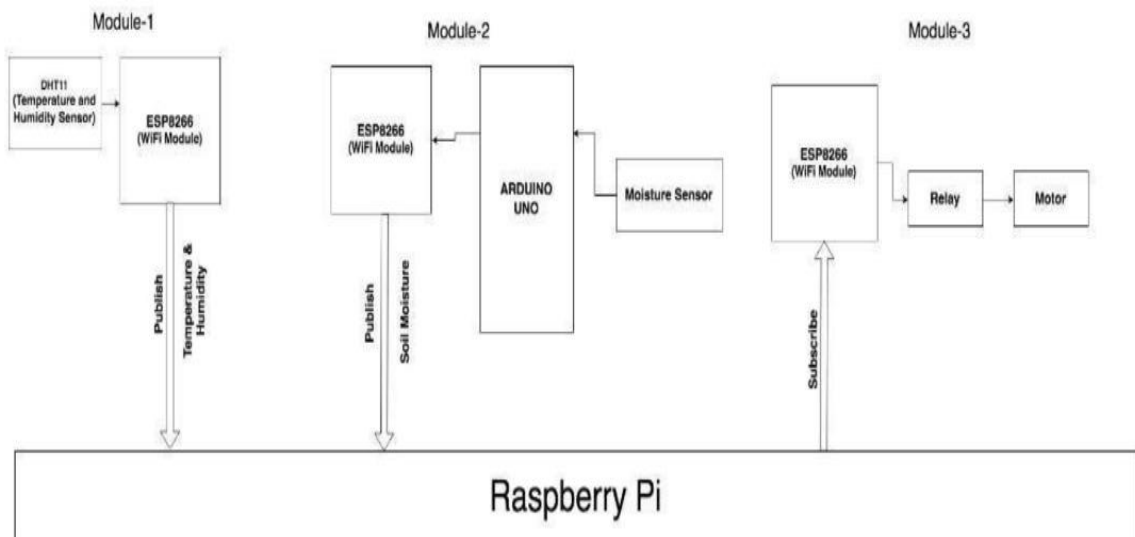 Module-1
DHT11
(Temperature and
Humidity Sensor)
ESP8266
(WiFi Module)
Publish
Temperature &
Humidity
Module-2
ESP8266
(WiFi Module)
ARDUINO
UNO
Moisture Sensor
Publish
Soil Moisture
Module-3
ESP8266
(WiFi Module)
Relay
Motor
Subscribe
Raspberry Pi